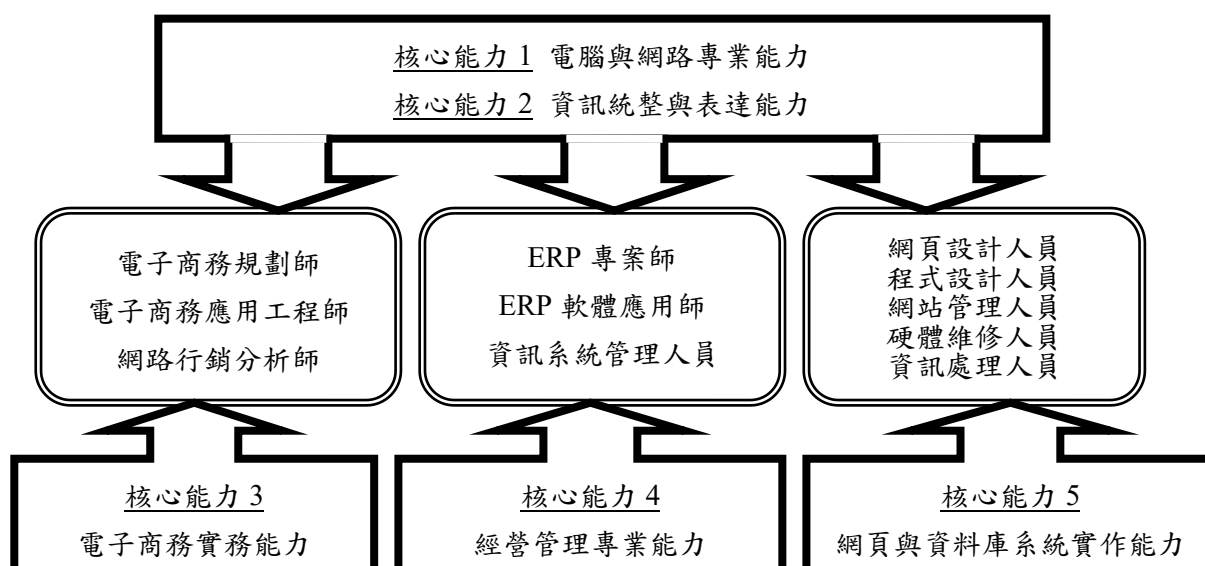 核心能力 1 電腦與網路專業能力
核心能力 2 資訊統整與表達能力
電子商務規劃師
電子商務應用工程師
網路行銷分析師
ERP 專案師
ERP 軟體應用師
資訊系統管理人員
網頁設計人員
程式設計人員
網站管理人員
硬體維修人員
資訊處理人員
核心能力 3
電子商務實務能力
核心能力 4
經營管理專業能力
核心能力 5
網頁與資料庫系統實作能力